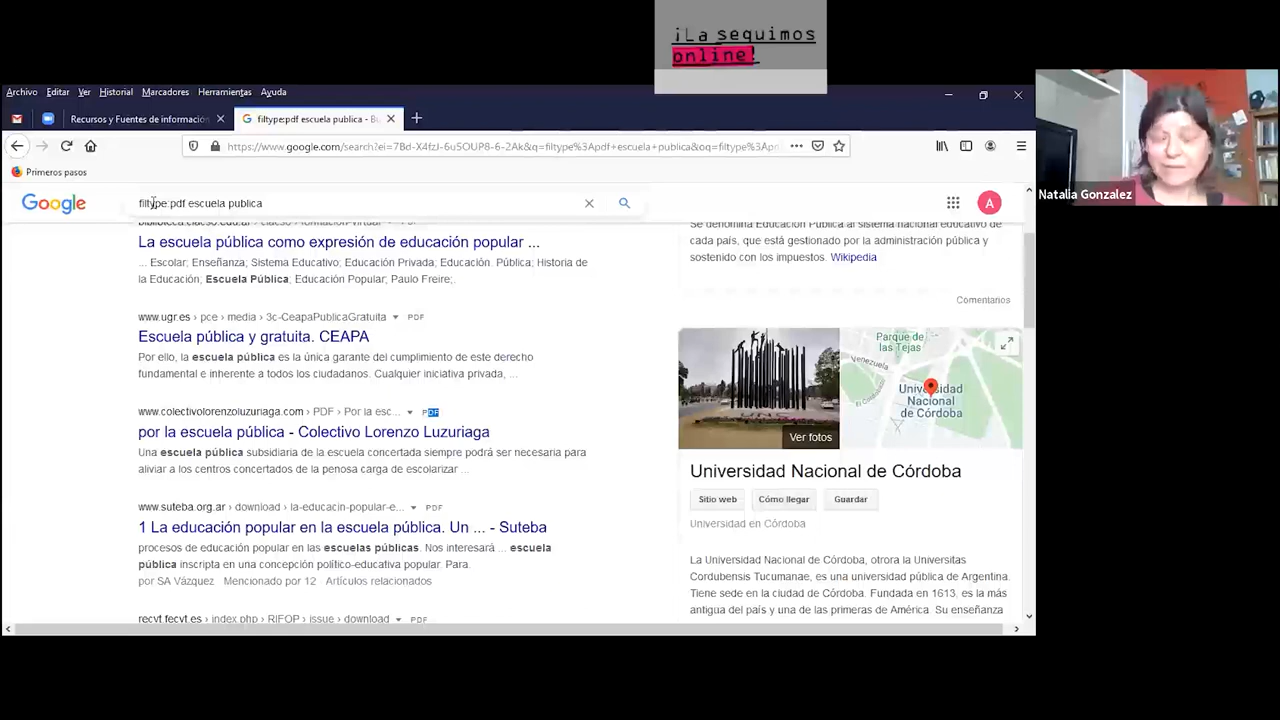 ¡La seguimos
online!
Archivo Editar Ver Historial Marcadores Herramientas Ayuda
Recursos y Fuentes de información
filtype:pdf escuela publica - B
https://www.google.com/search?ei=7Bd-X4fzJ-6u5OUP8-6-2Ak&q=filtype%3Apdf+escuela+publica&oq=filtype%3A
Primeros pasos
Google
filtype:pdf escuela publica
A
Natalia Gonzalez
La escuela pública como expresión de educación popular ...
... Escolar; Enseñanza; Sistema Educativo; Educación Privada; Educación. Pública; Historia de
la Educación; Escuela Pública; Educación Popular; Paulo Freire;.
www.ugr.es › pce › media › 3c-CeapaPublicaGratuita PDF
Escuela pública y gratuita. CEAPA
Por ello, la escuela pública es la única garante del cumplimiento de este derecho
fundamental e inherente a todos los ciudadanos. Cualquier iniciativa privada, ...
www.colectivolorenzoluzuriaga.com › PDF › Por la esc... PDF
por la escuela pública - Colectivo Lorenzo Luzuriaga
Una escuela pública subsidiaria de la escuela concertada siempre podrá ser necesaria para
aliviar a los centros concertados de la penosa carga de escolarizar ...
www.suteba.org.ar › download › la-educacin-popular-e... PDF
1 La educación popular en la escuela pública. Un ... - Suteba
procesos de educación popular en las escuelas públicas. Nos interesará ... escuela
pública inscripta en una concepción político-educativa popular. Para.
por SA Vázquez Mencionado por 12 Artículos relacionados
recyt.fecyt.es › index.php › RIFOP › issue › download PDF
Se denomina Educación Pública al sistema nacional educativo de
cada país, que está gestionado por la administración pública y
sostenido con los impuestos. Wikipedia
Comentarios
Parque de
las Tejas
Venezuela
Universidad
Nacional
de Córdoba
Ver fotos
Universidad Nacional de Córdoba
Sitio web Cómo llegar Guardar
Universidad en Córdoba
La Universidad Nacional de Córdoba, otrora la Universitas
Cordubensis Tucumanae, es una universidad pública de Argentina.
Tiene sede en la ciudad de Córdoba. Fundada en 1613, es la más
antigua del país y una de las primeras de América. Su enseñanza